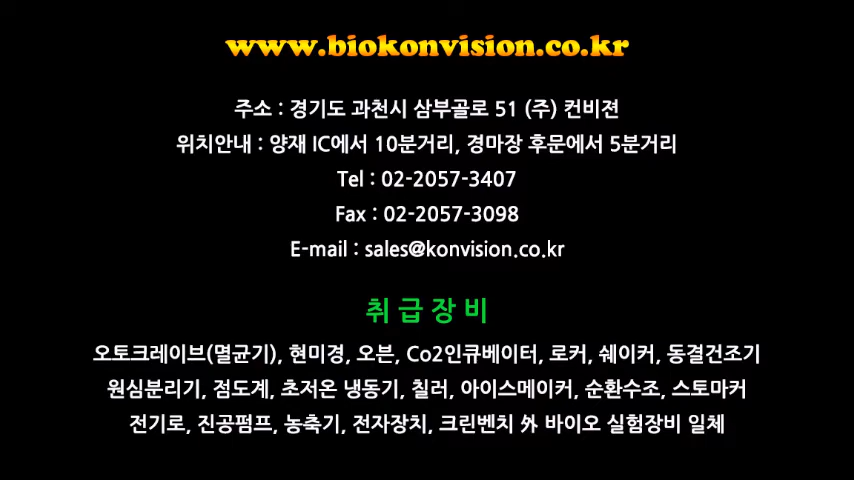 www.biokonvision.co.kr
주소 : 경기도 과천시 삼부골로 51 (주) 컨비젼
위치안내 : 양재 IC에서 10분거리, 경마장 후문에서 5분거리
Tel : 02-2057-3407
Fax : 02-2057-3098
E-mail : sales@konvision.co.kr
취 급 장 비
오토크레이브(멸균기), 현미경, 오븐, Co2인큐베이터, 로커, 쉐이커, 동결건조기
원심분리기, 점도계, 초저온 냉동기, 칠러, 아이스메이커, 순환수조, 스토마커
전기로, 진공펌프, 농축기, 전자장치, 크린벤치 外 바이오 실험장비 일체